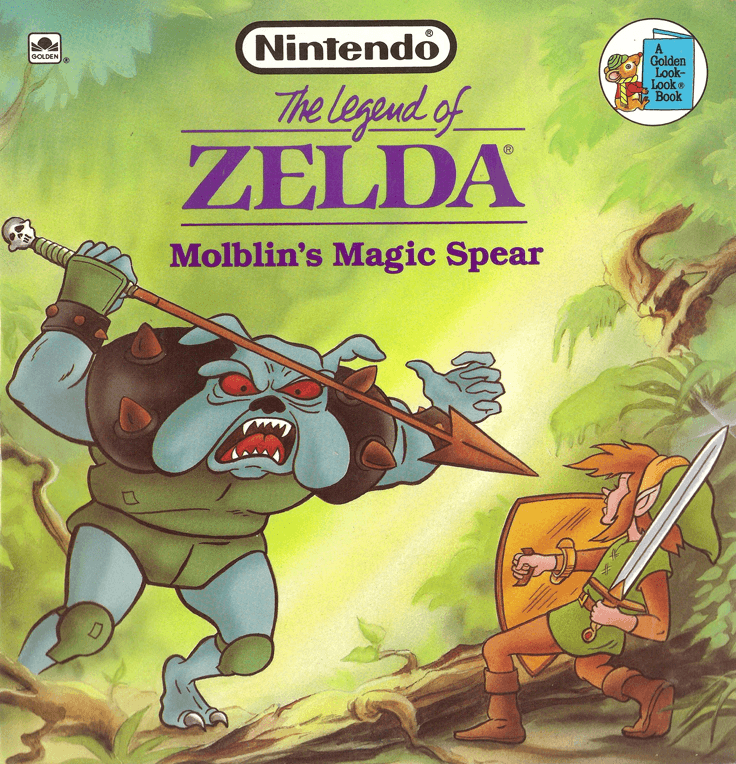 GOLDEN ®
Nintendo®
A
Golden
Look-
Look®
Book
The Legend of
ZELDA®
Molblin's Magic Spear